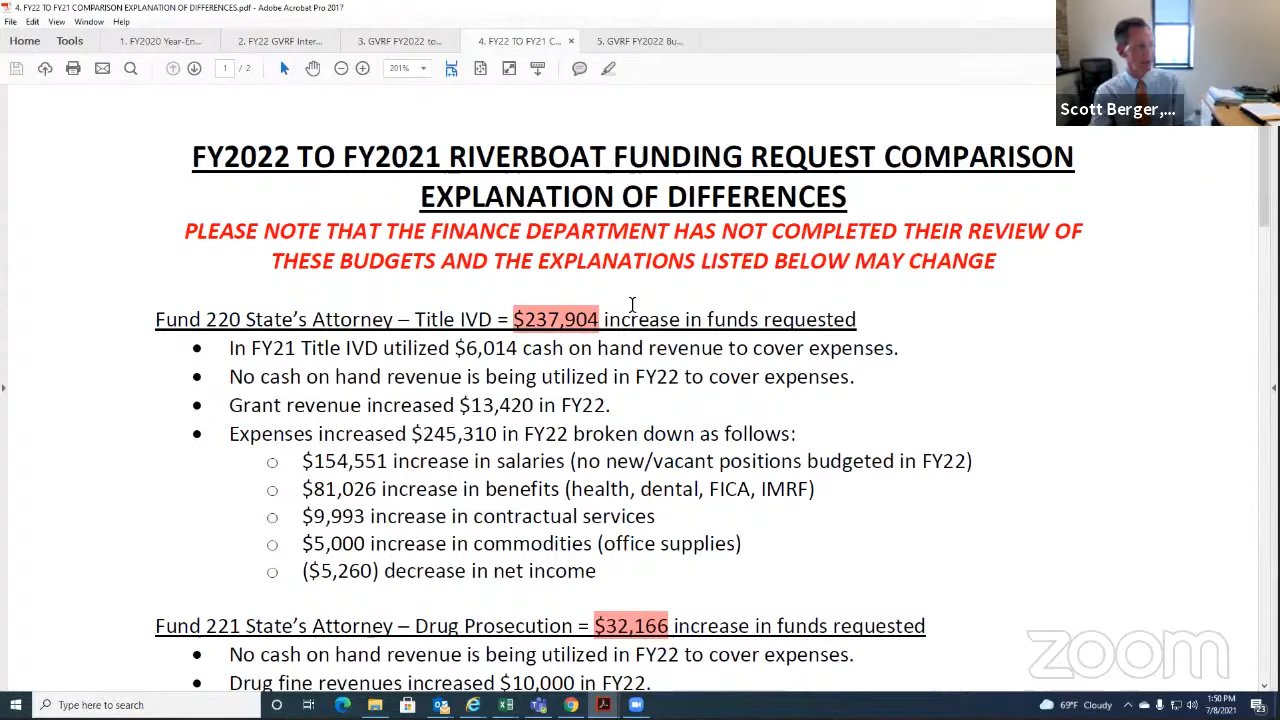 4. FY22 TO FY21 COMPARISON EXPLANATION OF DIFFERENCES.pdf - Adobe Acrobat Pro 2017
File Edit View Window Help
Home Tools 1. FY2020 Year-En... 2. FY22 GVRF Inter... 3. GVRF FY2022 to... 4. FY22 TO FY21 C... × 5. GVRF FY2022 Bu...
1 / 2 201%
Scott Berger,...
FY2022 TO FY2021 RIVERBOAT FUNDING REQUEST COMPARISON
EXPLANATION OF DIFFERENCES
PLEASE NOTE THAT THE FINANCE DEPARTMENT HAS NOT COMPLETED THEIR REVIEW OF
THESE BUDGETS AND THE EXPLANATIONS LISTED BELOW MAY CHANGE
Fund 220 State's Attorney – Title IVD = $237,904 increase in funds requested
• In FY21 Title IVD utilized $6,014 cash on hand revenue to cover expenses.
• No cash on hand revenue is being utilized in FY22 to cover expenses.
• Grant revenue increased $13,420 in FY22.
• Expenses increased $245,310 in FY22 broken down as follows:
○ $154,551 increase in salaries (no new/vacant positions budgeted in FY22)
○ $81,026 increase in benefits (health, dental, FICA, IMRF)
○ $9,993 increase in contractual services
○ $5,000 increase in commodities (office supplies)
○ ($5,260) decrease in net income
Fund 221 State's Attorney – Drug Prosecution = $32,166 increase in funds requested
• No cash on hand revenue is being utilized in FY22 to cover expenses.
• Drug fine revenues increased $10,000 in FY22.
zoom
Type here to search
69°F Cloudy
1:50 PM
7/8/2021
23